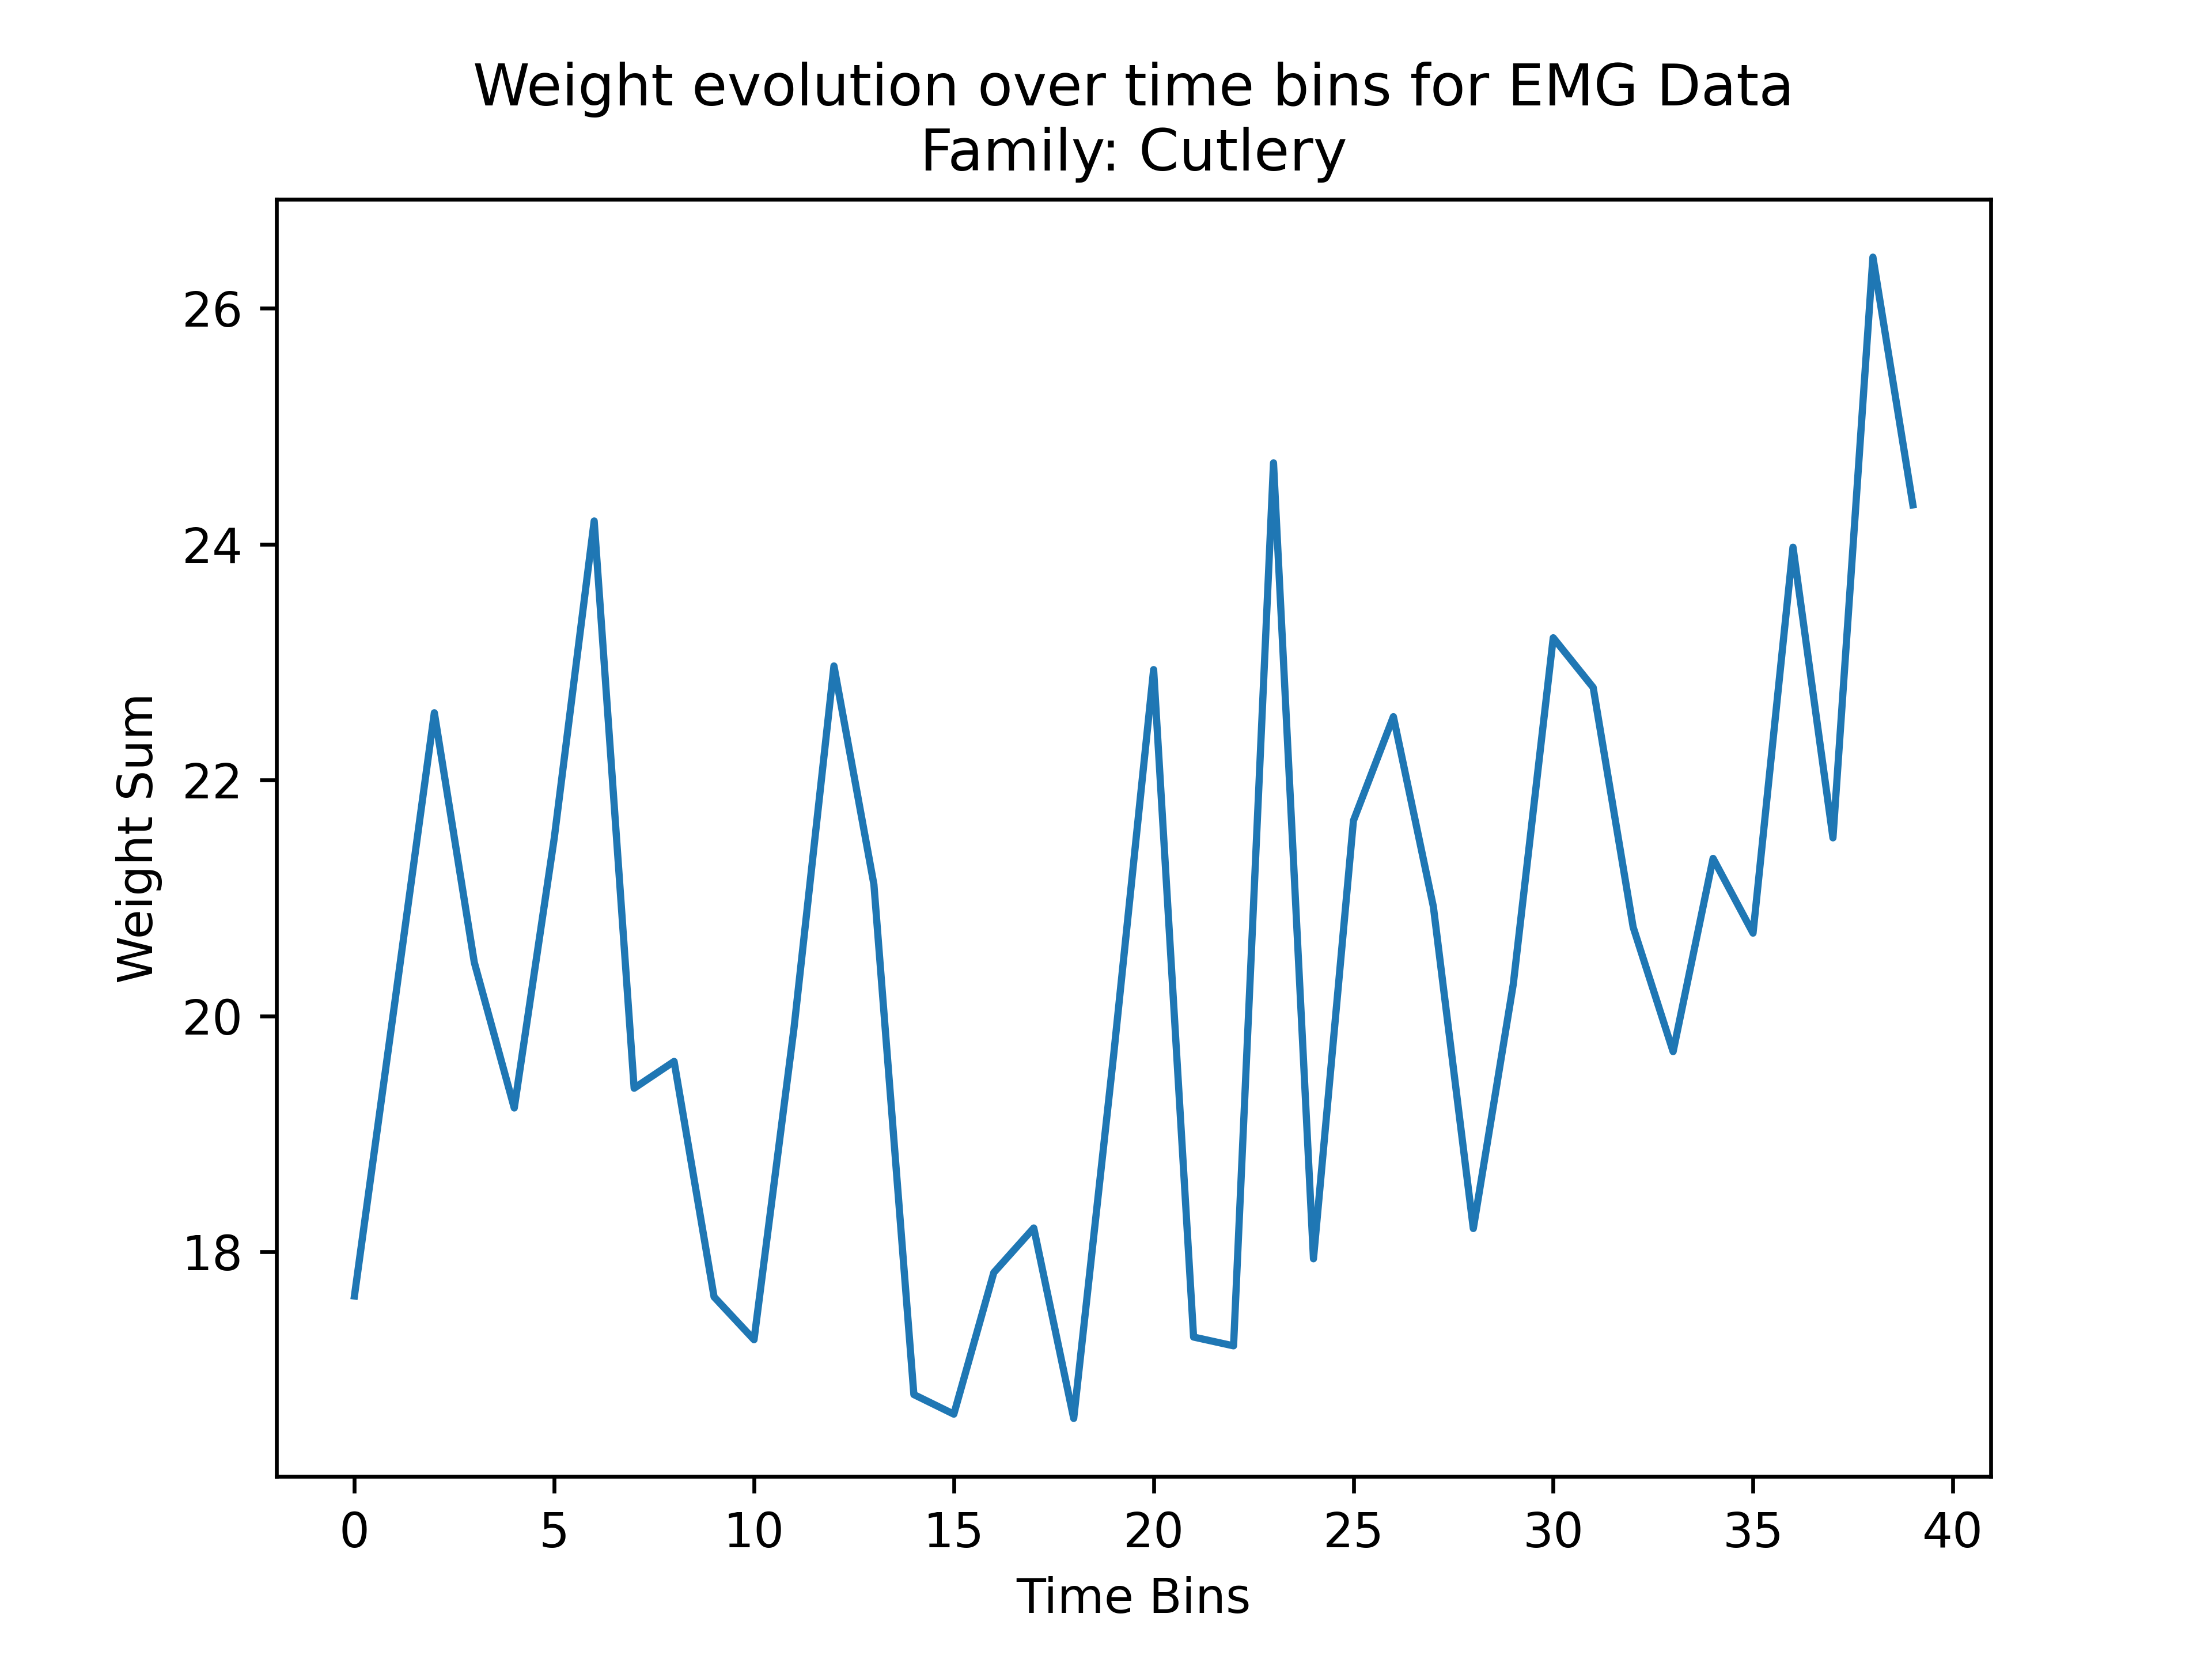 Weight evolution over time bins for EMG Data
Family: Cutlery
26
24
22
20
18
Weight Sum
0 5 10 15 20 25 30 35 40
Time Bins